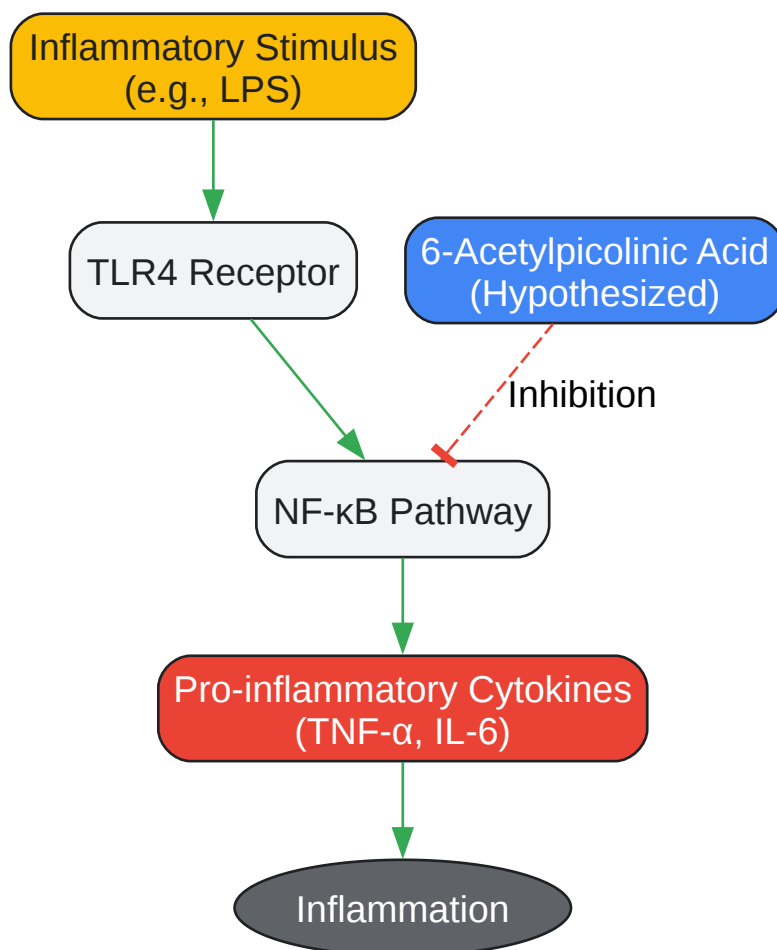 Inflammatory Stimulus
(e.g., LPS)
TLR4 Receptor
6-Acetylpicolinic Acid
(Hypothesized)
Inhibition
NF-κB Pathway
Pro-inflammatory Cytokines
(TNF-α, IL-6)
Inflammation